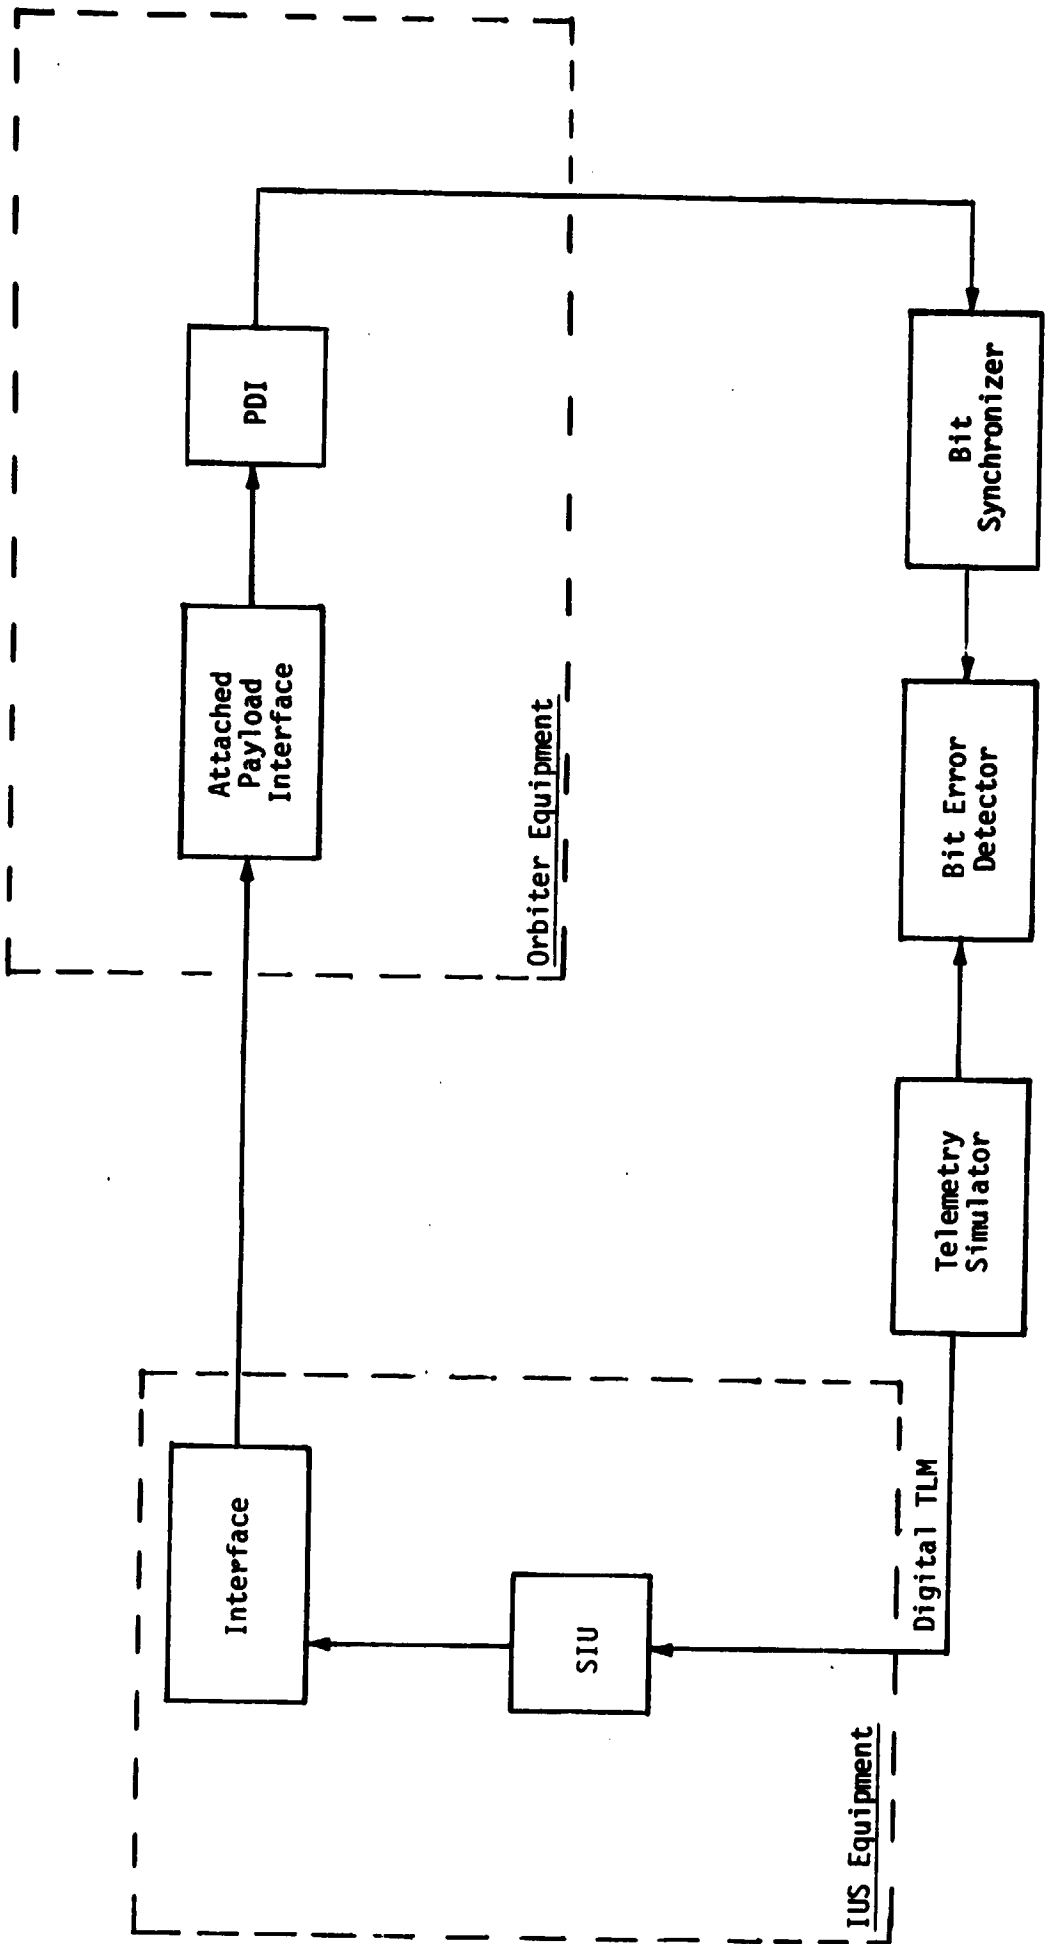 Interface
SIU
IUS Equipment
Digital TLM
Attached
Payload
Interface
PDI
Orbiter Equipment
Telemetry
Simulator
Bit Error
Detector
Bit
Synchronizer